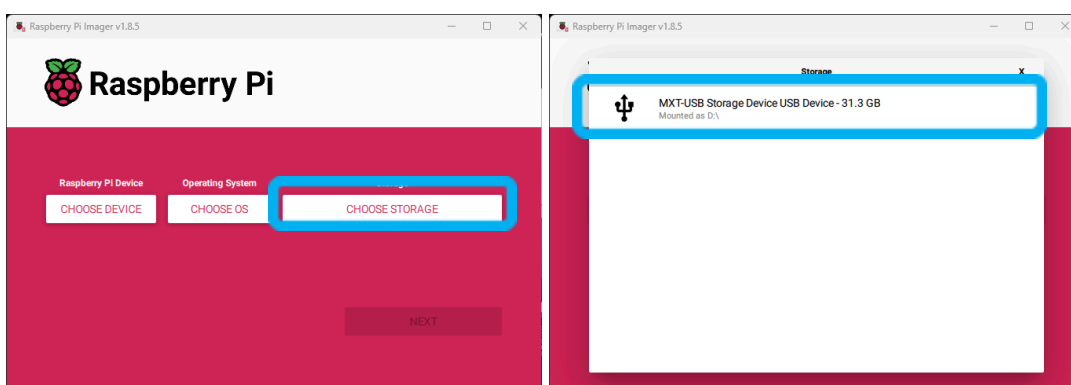 Raspberry Pi Imager v1.8.5
Raspberry Pi
Raspberry Pi Device
Operating System
CHOOSE DEVICE
CHOOSE OS
CHOOSE STORAGE
NEXT
Raspberry Pi Imager v1.8.5
Storage
X
MXT-USB Storage Device USB Device - 31.3 GB
Mounted as D:\